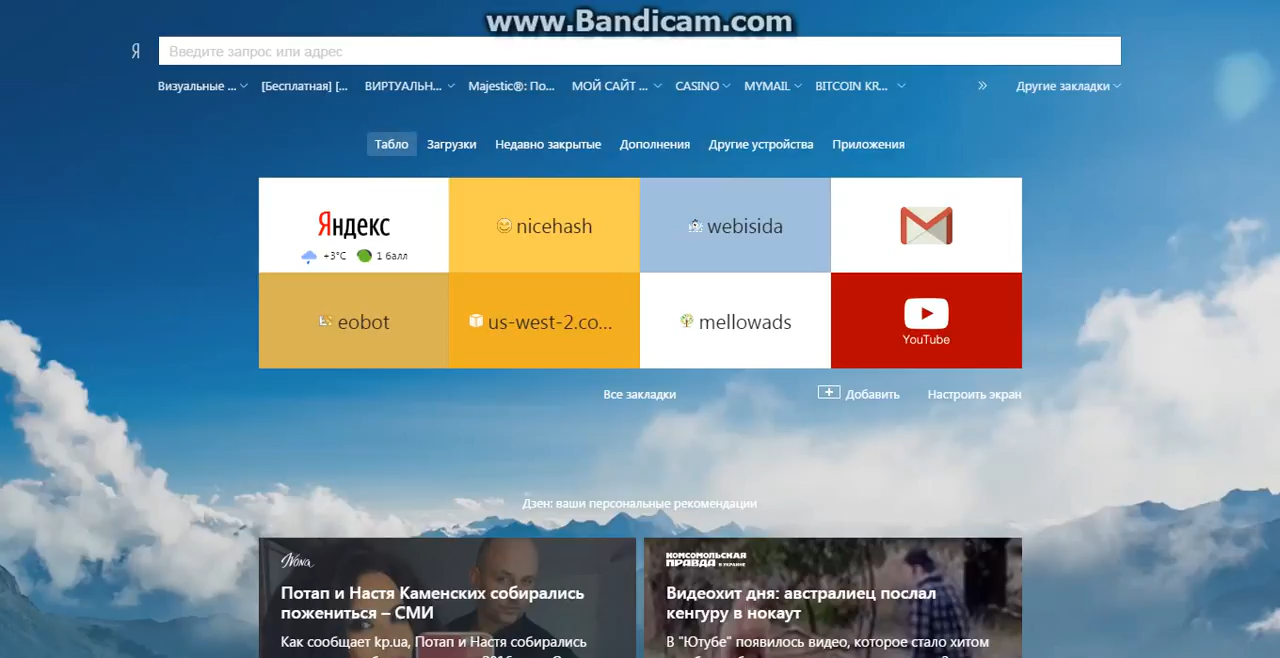 www.Bandicam.com
Я Введите запрос или адрес
Визуальные ... [Бесплатная] [... ВИРТУАЛЬН... Majestic®: По... МОЙ САЙТ ... CASINO MYMAIL BITCOIN KR... » Другие закладки
Табло Загрузки Недавно закрытые Дополнения Другие устройства Приложения
Яндекс
+3°C 1 балл
nicehash
webisida
eobot
us-west-2.co...
mellowads
YouTube
Все закладки Добавить Настроить экран
Дзен: ваши персональные рекомендации
Ivona
Потап и Настя Каменских собирались
пожениться – СМИ
Как сообщает kp.ua, Потап и Настя собирались
КОМСОМОЛЬСКАЯ
ПРАВДА В УКРАИНЕ
Видеохит дня: австралиец послал
кенгуру в нокаут
В "Ютубе" появилось видео, которое стало хитом